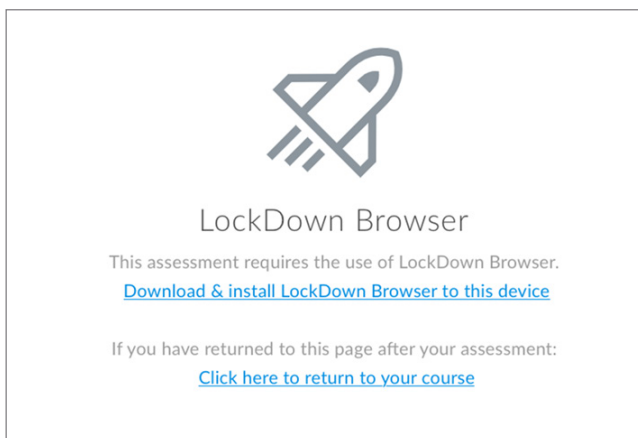 LockDown Browser
This assessment requires the use of LockDown Browser.
Download & install LockDown Browser to this device
If you have returned to this page after your assessment:
Click here to return to your course